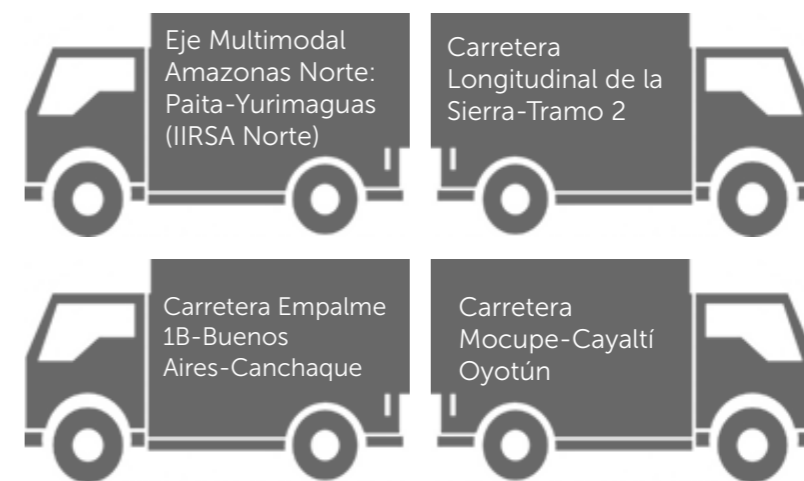 Eje Multimodal
Amazonas Norte:
Paita-Yurimaguas
(IIRSA Norte)
Carretera
Longitudinal de la
Sierra-Tramo 2
Carretera Empalme
1B-Buenos
Aires-Canchaque
Carretera
Mocupe-Cayaltí
Oyotún